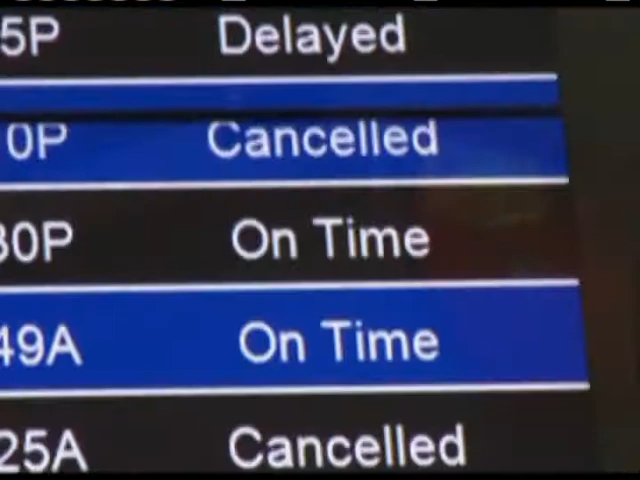 5P Delayed
0P Cancelled
30P On Time
49A On Time
25A Cancelled